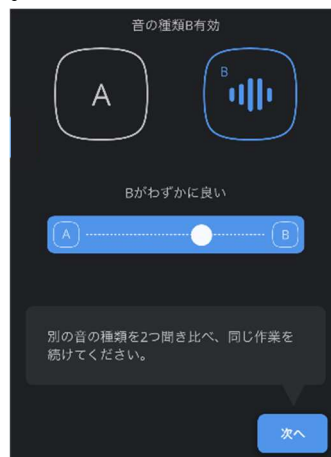 音の種類B有効
A
B
Bがわずかに良い
A
B
別の音の種類を2つ聞き比べ、同じ作業を
続けてください。
次へ